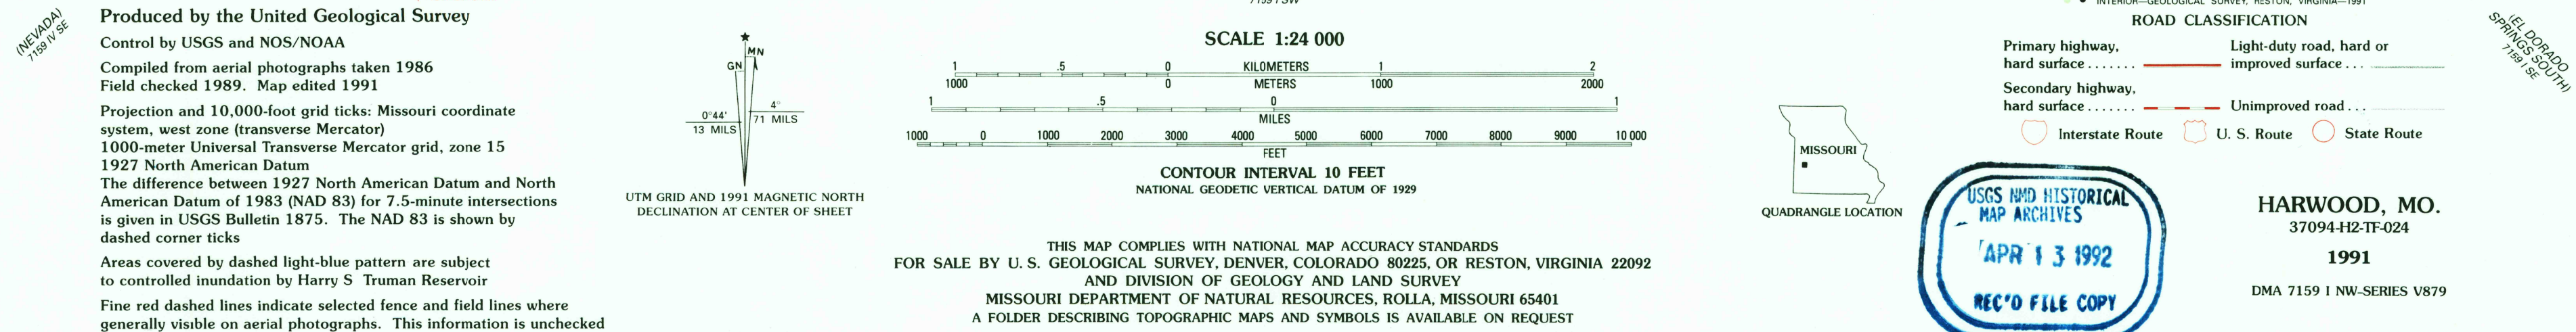 (NEVADA)
7159 IV SE
Produced by the United Geological Survey
Control by USGS and NOS/NOAA
Compiled from aerial photographs taken 1986
Field checked 1989. Map edited 1991
Projection and 10,000-foot grid ticks: Missouri coordinate
system, west zone (transverse Mercator)
1000-meter Universal Transverse Mercator grid, zone 15
1927 North American Datum
The difference between 1927 North American Datum and North
American Datum of 1983 (NAD 83) for 7.5-minute intersections
is given in USGS Bulletin 1875. The NAD 83 is shown by
dashed corner ticks
Areas covered by dashed light-blue pattern are subject
to controlled inundation by Harry S Truman Reservoir
Fine red dashed lines indicate selected fence and field lines where
generally visible on aerial photographs. This information is unchecked
★
MN
GN
0°44'
13 MILS
4°
71 MILS
UTM GRID AND 1991 MAGNETIC NORTH
DECLINATION AT CENTER OF SHEET
7159 I SW
SCALE 1:24 000
1 .5 0 KILOMETERS 1 2
1000 0 METERS 1000 2000
1 .5 0 1
MILES
1000 0 1000 2000 3000 4000 5000 6000 7000 8000 9000 10 000
FEET
CONTOUR INTERVAL 10 FEET
NATIONAL GEODETIC VERTICAL DATUM OF 1929
THIS MAP COMPLIES WITH NATIONAL MAP ACCURACY STANDARDS
FOR SALE BY U. S. GEOLOGICAL SURVEY, DENVER, COLORADO 80225, OR RESTON, VIRGINIA 22092
AND DIVISION OF GEOLOGY AND LAND SURVEY
MISSOURI DEPARTMENT OF NATURAL RESOURCES, ROLLA, MISSOURI 65401
A FOLDER DESCRIBING TOPOGRAPHIC MAPS AND SYMBOLS IS AVAILABLE ON REQUEST
MISSOURI
QUADRANGLE LOCATION
INTERIOR—GEOLOGICAL SURVEY, RESTON, VIRGINIA—1991
ROAD CLASSIFICATION
Primary highway,
hard surface.......
Light-duty road, hard or
improved surface...
Secondary highway,
hard surface.......
Unimproved road...
Interstate Route
U. S. Route
State Route
(EL DORADO
SPRINGS SOUTH)
7159 I SE
USGS NMD HISTORICAL
MAP ARCHIVES
APR 13 1992
REC'D FILE COPY
HARWOOD, MO.
37094-H2-TF-024
1991
DMA 7159 I NW-SERIES V879